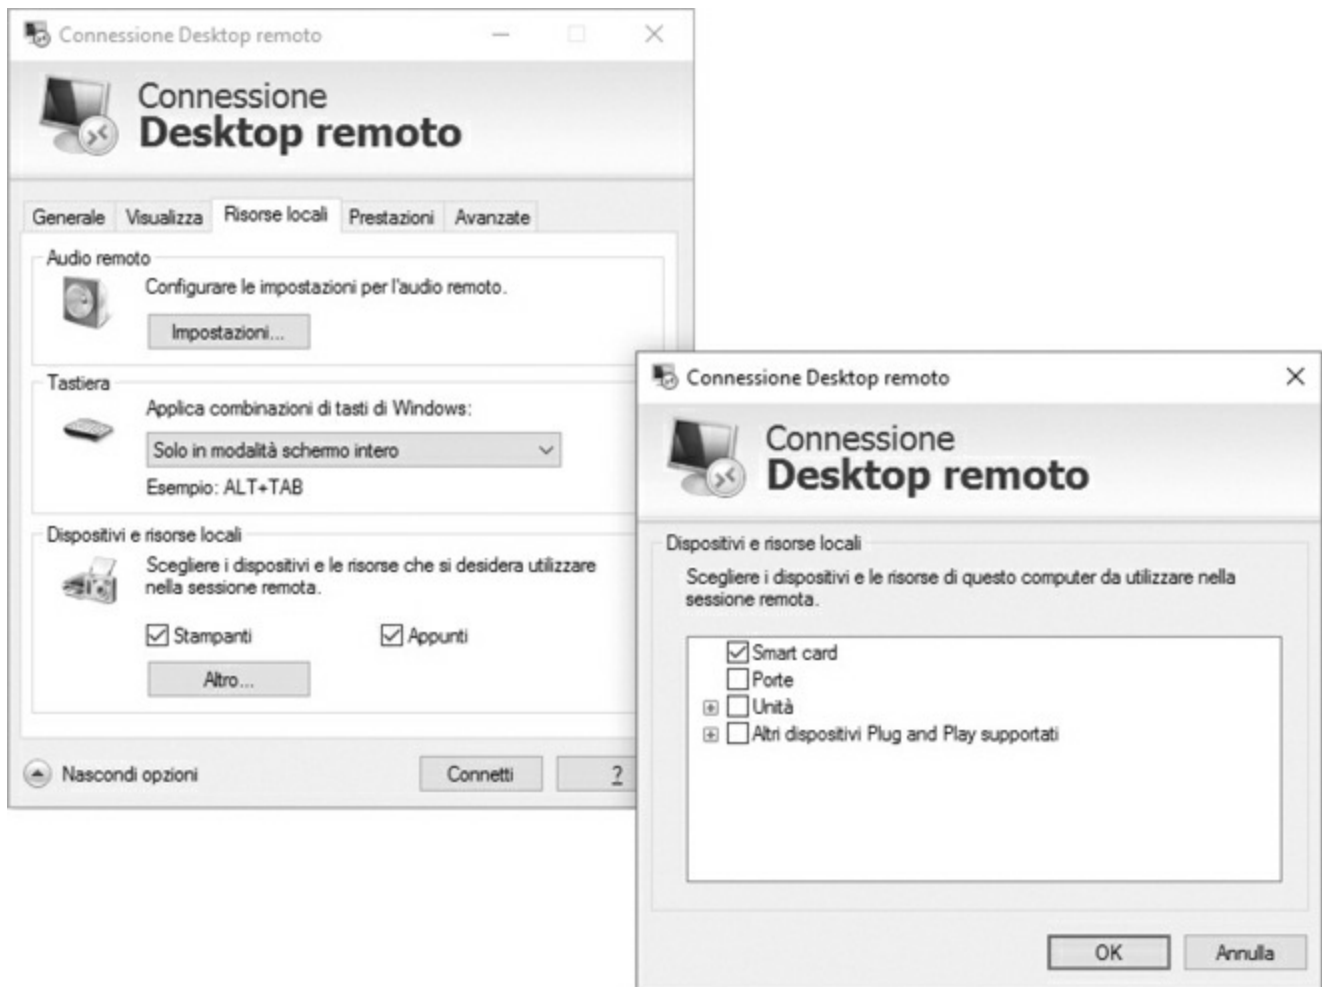 Connessione Desktop remoto
Connessione
Desktop remoto
Generale Visualizza Risorse locali Prestazioni Avanzate
Audio remoto
Configurare le impostazioni per l'audio remoto.
Impostazioni...
Tastiera
Applica combinazioni di tasti di Windows:
Solo in modalità schermo intero
Esempio: ALT+TAB
Dispositivi e risorse locali
Scegliere i dispositivi e le risorse che si desidera utilizzare
nella sessione remota.
Stampanti Appunti
Altro...
Nascondi opzioni Connetti ?
Connessione Desktop remoto
Connessione
Desktop remoto
Dispositivi e risorse locali
Scegliere i dispositivi e le risorse di questo computer da utilizzare nella
sessione remota.
Smart card
Porte
Unità
Altri dispositivi Plug and Play supportati
OK Annulla